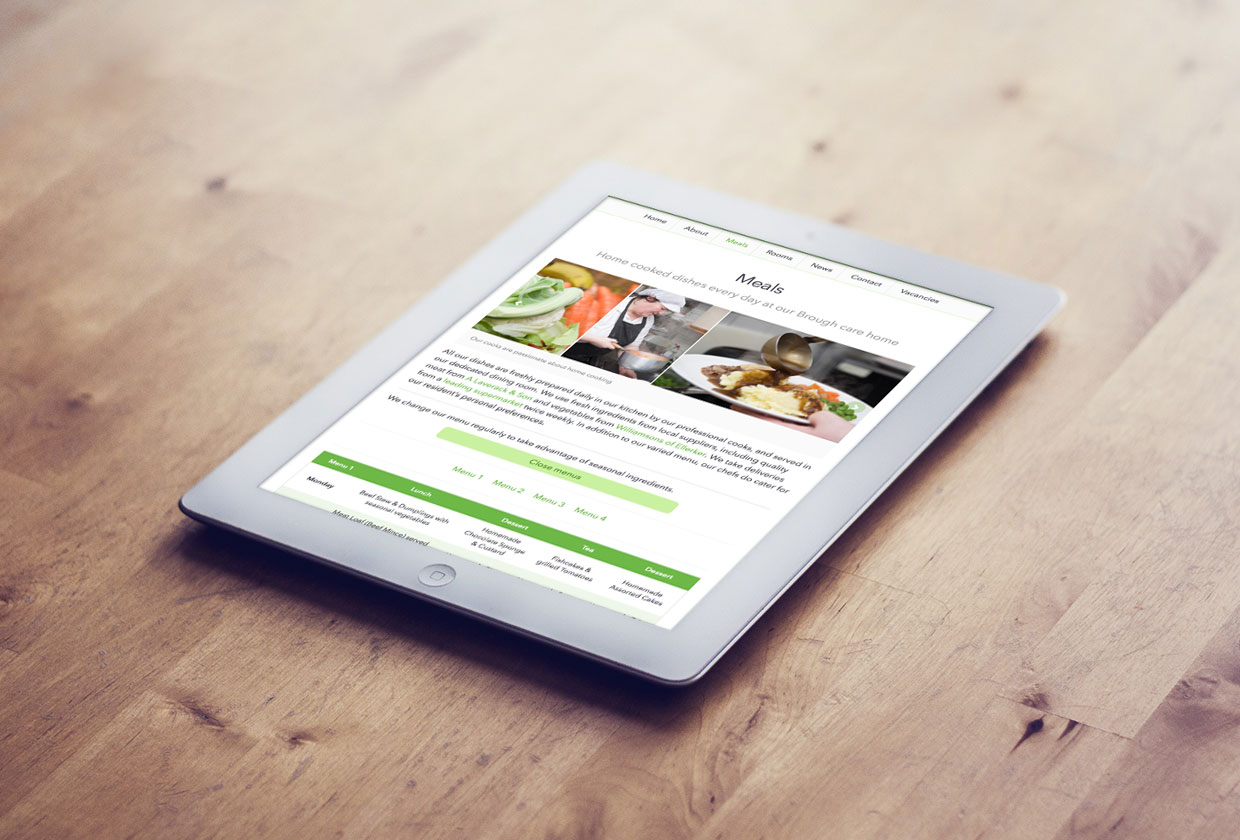 Home About Meals Rooms News Contact Vacancies
Meals
Home cooked dishes every day at our Brough care home
Our cooks are passionate about home cooking
All our dishes are freshly prepared daily in our kitchen by our professional cooks, and served in
our dedicated dining room. We use fresh ingredients from local suppliers, including quality
meat from A Laverack & Son and vegetables from Williamsons of Ellerker. We take deliveries
from a leading supermarket twice weekly. In addition to our varied menu, our chefs do cater for
our resident's personal preferences.
We change our menu regularly to take advantage of seasonal ingredients.
Close menus
Menu 1 Menu 2 Menu 3 Menu 4
Menu 1 Lunch Dessert Tea Dessert
Monday
Beef Stew & Dumplings with
seasonal vegetables
Homemade
Chocolate Sponge
& Custard
Fishcakes &
grilled Tomatoes
Homemade
Assorted Cakes
Meat Loaf (Beef Mince) served